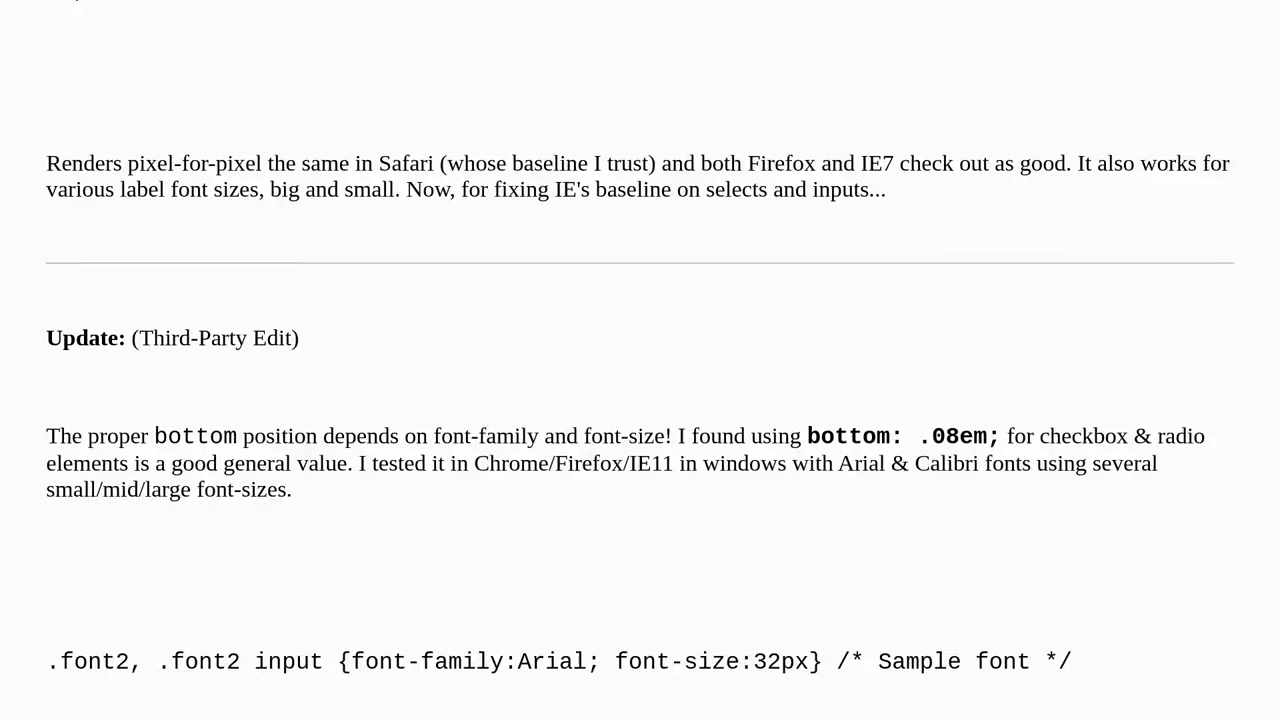 Renders pixel-for-pixel the same in Safari (whose baseline I trust) and both Firefox and IE7 check out as good. It also works for
various label font sizes, big and small. Now, for fixing IE's baseline on selects and inputs...
Update: (Third-Party Edit)
The proper bottom position depends on font-family and font-size! I found using bottom: .08em; for checkbox & radio
elements is a good general value. I tested it in Chrome/Firefox/IE11 in windows with Arial & Calibri fonts using several
small/mid/large font-sizes.
.font2, .font2 input {font-family:Arial; font-size:32px} /* Sample font */